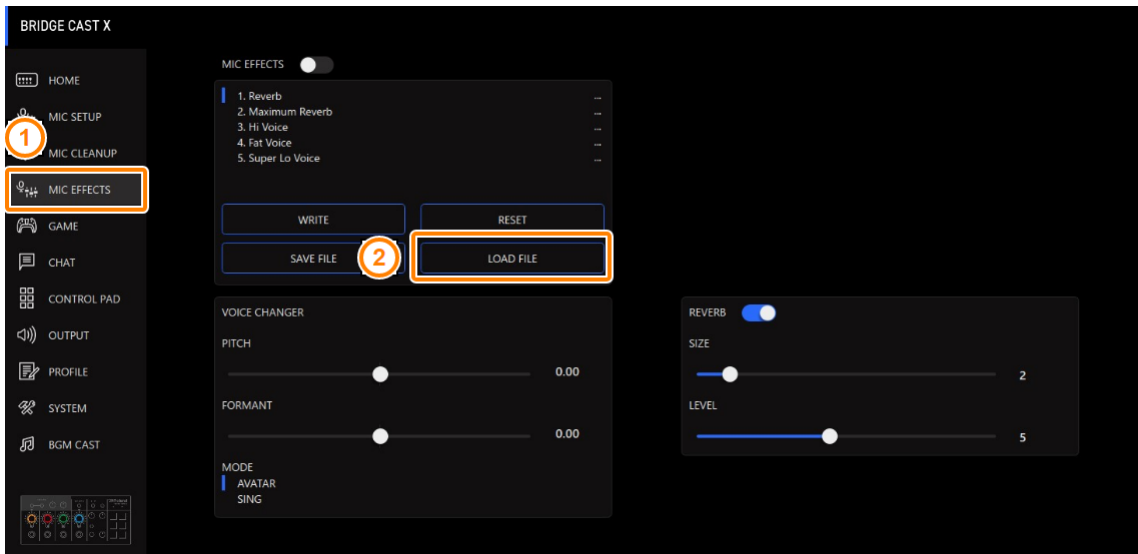 BRIDGE CAST X
HOME
MIC SETUP
1
MIC CLEANUP
MIC EFFECTS
GAME
CHAT
CONTROL PAD
OUTPUT
PROFILE
SYSTEM
BGM CAST
MIC EFFECTS
1. Reverb ...
2. Maximum Reverb ...
3. Hi Voice ...
4. Fat Voice ...
5. Super Lo Voice ...
WRITE RESET
SAVE FILE 2 LOAD FILE
VOICE CHANGER
PITCH
0.00
FORMANT
0.00
MODE
AVATAR
SING
REVERB
SIZE
2
LEVEL
5